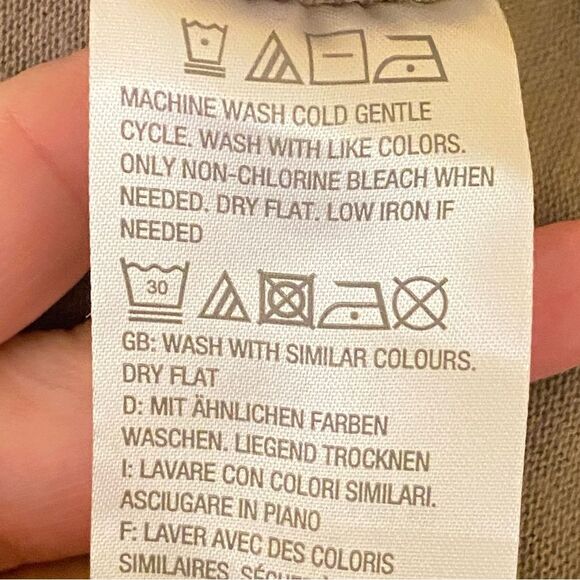 MACHINE WASH COLD GENTLE
CYCLE. WASH WITH LIKE COLORS.
ONLY NON-CHLORINE BLEACH WHEN
NEEDED. DRY FLAT. LOW IRON IF
NEEDED
30
GB: WASH WITH SIMILAR COLOURS.
DRY FLAT
D: MIT ÄHNLICHEN FARBEN
WASCHEN. LIEGEND TROCKNEN
I: LAVARE CON COLORI SIMILARI.
ASCIUGARE IN PIANO
F: LAVER AVEC DES COLORIS
SIMILAIRES.